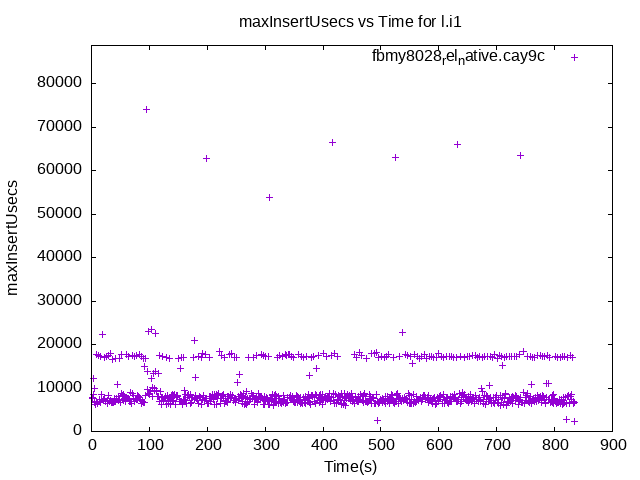 maxInsertUsecs vs Time for l.i1
fbmy8028relnative.cay9c
maxInsertUsecs
80000
70000
60000
50000
40000
30000
20000
10000
0
0 100 200 300 400 500 600 700 800 900
Time(s)